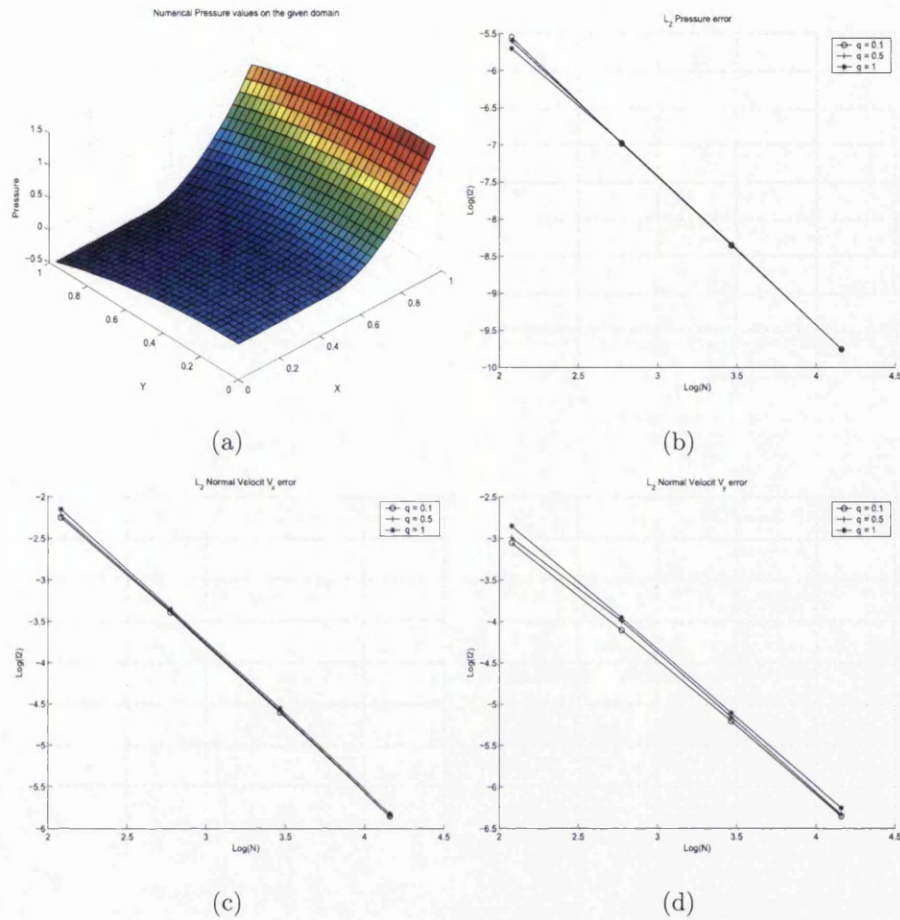 Numerical Pressure values on the given domain
1.5
1
0.5
0
−0.5
Pressure
1
0.8
0.6
0.4
0.2
0
Y
0
0.2
0.4
0.6
0.8
1
X
(a)
L2 Pressure error
q = 0.1
q = 0.5
q = 1
−5.5
−6
−6.5
−7
−7.5
−8
−8.5
−9
−9.5
−10
Log(l2)
2
2.5
3
3.5
4
4.5
Log(N)
(b)
L2 Normal Velocit Vx error
q = 0.1
q = 0.5
q = 1
−2
−2.5
−3
−3.5
−4
−4.5
−5
−5.5
−6
Log(l2)
2
2.5
3
3.5
4
4.5
Log(N)
(c)
L2 Normal Velocit Vy error
q = 0.1
q = 0.5
q = 1
−2.5
−3
−3.5
−4
−4.5
−5
−5.5
−6
−6.5
Log(l2)
2
2.5
3
3.5
4
4.5
Log(N)
(d)